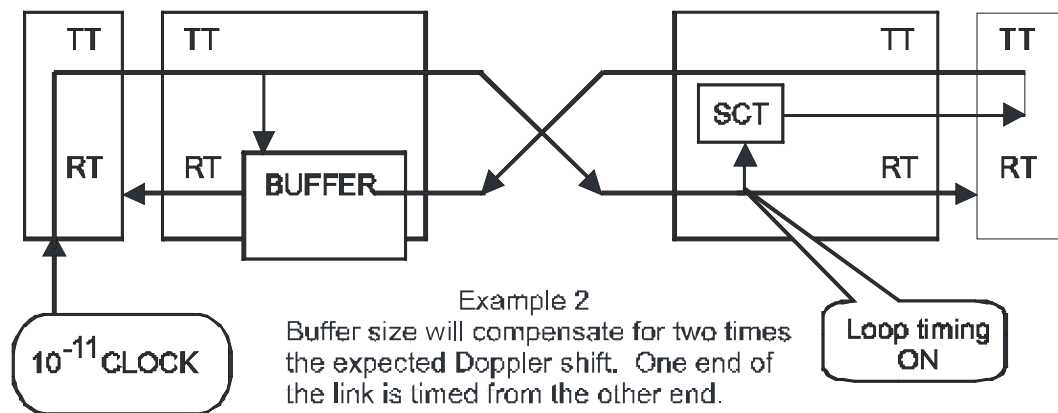 TT TT TT TT
SCT
RT RT RT RT
BUFFER
Example 2
Buffer size will compensate for two times
the expected Doppler shift. One end of
the link is timed from the other end.
10⁻¹¹ CLOCK
Loop timing
ON